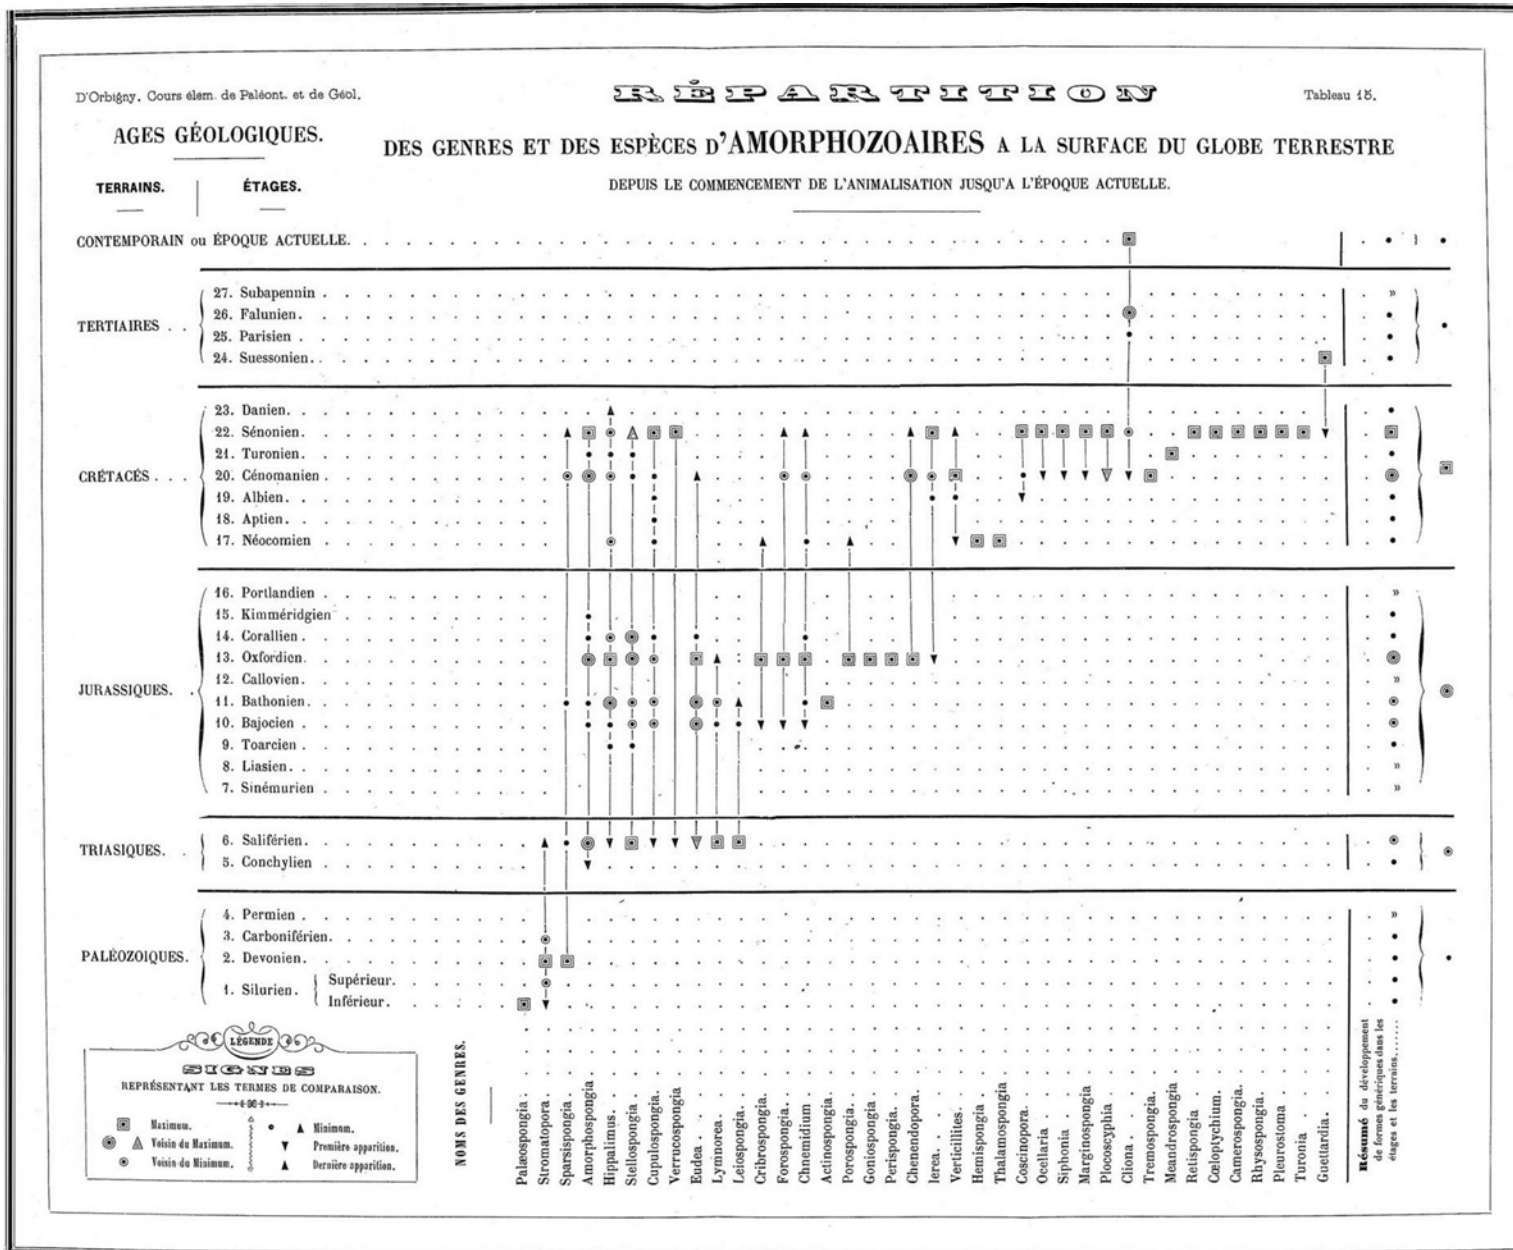 D'Orbigny. Cours élem. de Paléont. et de Géol.
RÉPARTITION
Tableau 15.
AGES GÉOLOGIQUES.
DES GENRES ET DES ESPÈCES D'AMORPHOZOAIRES A LA SURFACE DU GLOBE TERRESTRE
TERRAINS.
ÉTAGES.
DEPUIS LE COMMENCEMENT DE L'ANIMALISATION JUSQU'A L'ÉPOQUE ACTUELLE.
CONTEMPORAIN ou ÉPOQUE ACTUELLE.
TERTIAIRES
27. Subapennin
26. Falunien.
25. Parisien
24. Suessonien.
CRÉTACÉS
23. Danien.
22. Sénonien.
21. Turonien.
20. Cénomanien
19. Albien.
18. Aptien.
17. Néocomien
JURASSIQUES.
16. Portlandien
15. Kimméridgien
14. Corallien
13. Oxfordien.
12. Callovien.
11. Bathonien.
10. Bajocien
9. Toarcien
8. Liasien.
7. Sinémurien
TRIASIQUES.
6. Saliférien.
5. Conchylien
PALÉOZOIQUES.
4. Permien
3. Carboniférien.
2. Devonien.
1. Silurien.
Supérieur.
Inférieur.
LÉGENDE
SIGNES
REPRÉSENTANT LES TERMES DE COMPARAISON.
Maximum.
Voisin du Maximum.
Voisin du Minimum.
Minimum.
Première apparition.
Dernière apparition.
NOMS DES GENRES.
Palæospongia
Stromatopora
Sparsispongia
Amorphospongia
Hippalimus.
Stellospongia
Cupulospongia.
Verrucospongia
Eudea
Lymnorea.
Leiospongia.
Cribrospongia.
Forospongia.
Chnemidium
Actinospongia.
Porospongia.
Goniospongia
Perispongia.
Chenendopora.
Ierea.
Verticillites.
Hemispongia
Thalamospongia
Coscinopora.
Ocellaria
Siphonia
Marginospongia
Plocoscyphia
Cliona.
Tremospongia.
Meandrospongia
Retispongia
Cœloptychium.
Camerospongia.
Rhysospongia.
Pleurostoma
Turonia
Guettardia.
Résumé du développement
de formes génériques dans les
étages et les terrains